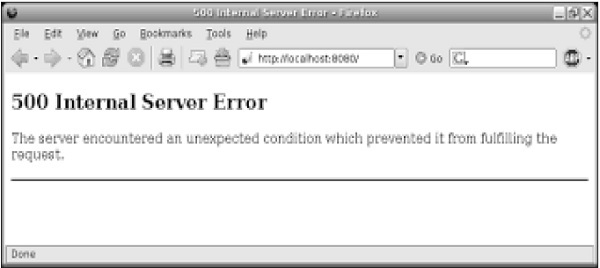 500 Internal Server Error - Firefox
File Edit View Go Bookmarks Tools Help
http://localhost:8080/ Go G
500 Internal Server Error
The server encountered an unexpected condition which prevented it from fulfilling the
request.
Done